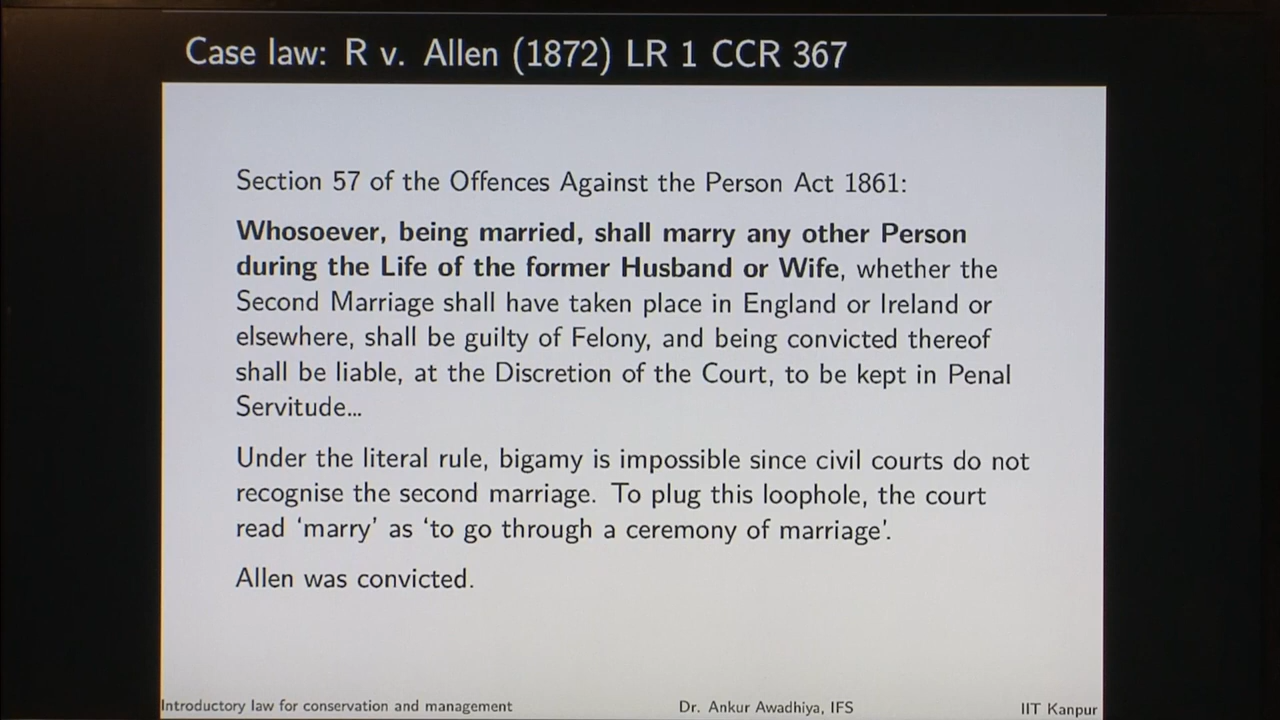 Case law: R v. Allen (1872) LR 1 CCR 367
Section 57 of the Offences Against the Person Act 1861:
Whosoever, being married, shall marry any other Person
during the Life of the former Husband or Wife, whether the
Second Marriage shall have taken place in England or Ireland or
elsewhere, shall be guilty of Felony, and being convicted thereof
shall be liable, at the Discretion of the Court, to be kept in Penal
Servitude...
Under the literal rule, bigamy is impossible since civil courts do not
recognise the second marriage. To plug this loophole, the court
read ‘marry’ as ‘to go through a ceremony of marriage’.
Allen was convicted.
Introductory law for conservation and management Dr. Ankur Awadhiya, IFS IIT Kanpur